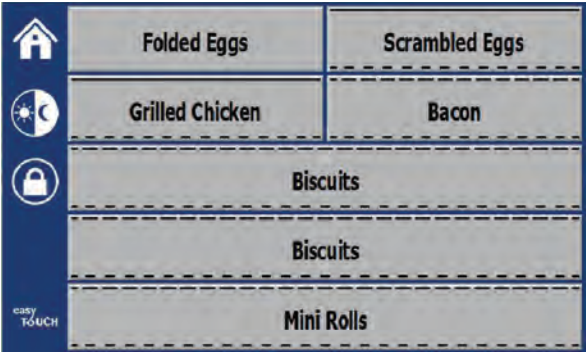 Folded Eggs
Scrambled Eggs
Grilled Chicken
Bacon
Biscuits
Biscuits
Mini Rolls
easy
TOUCH